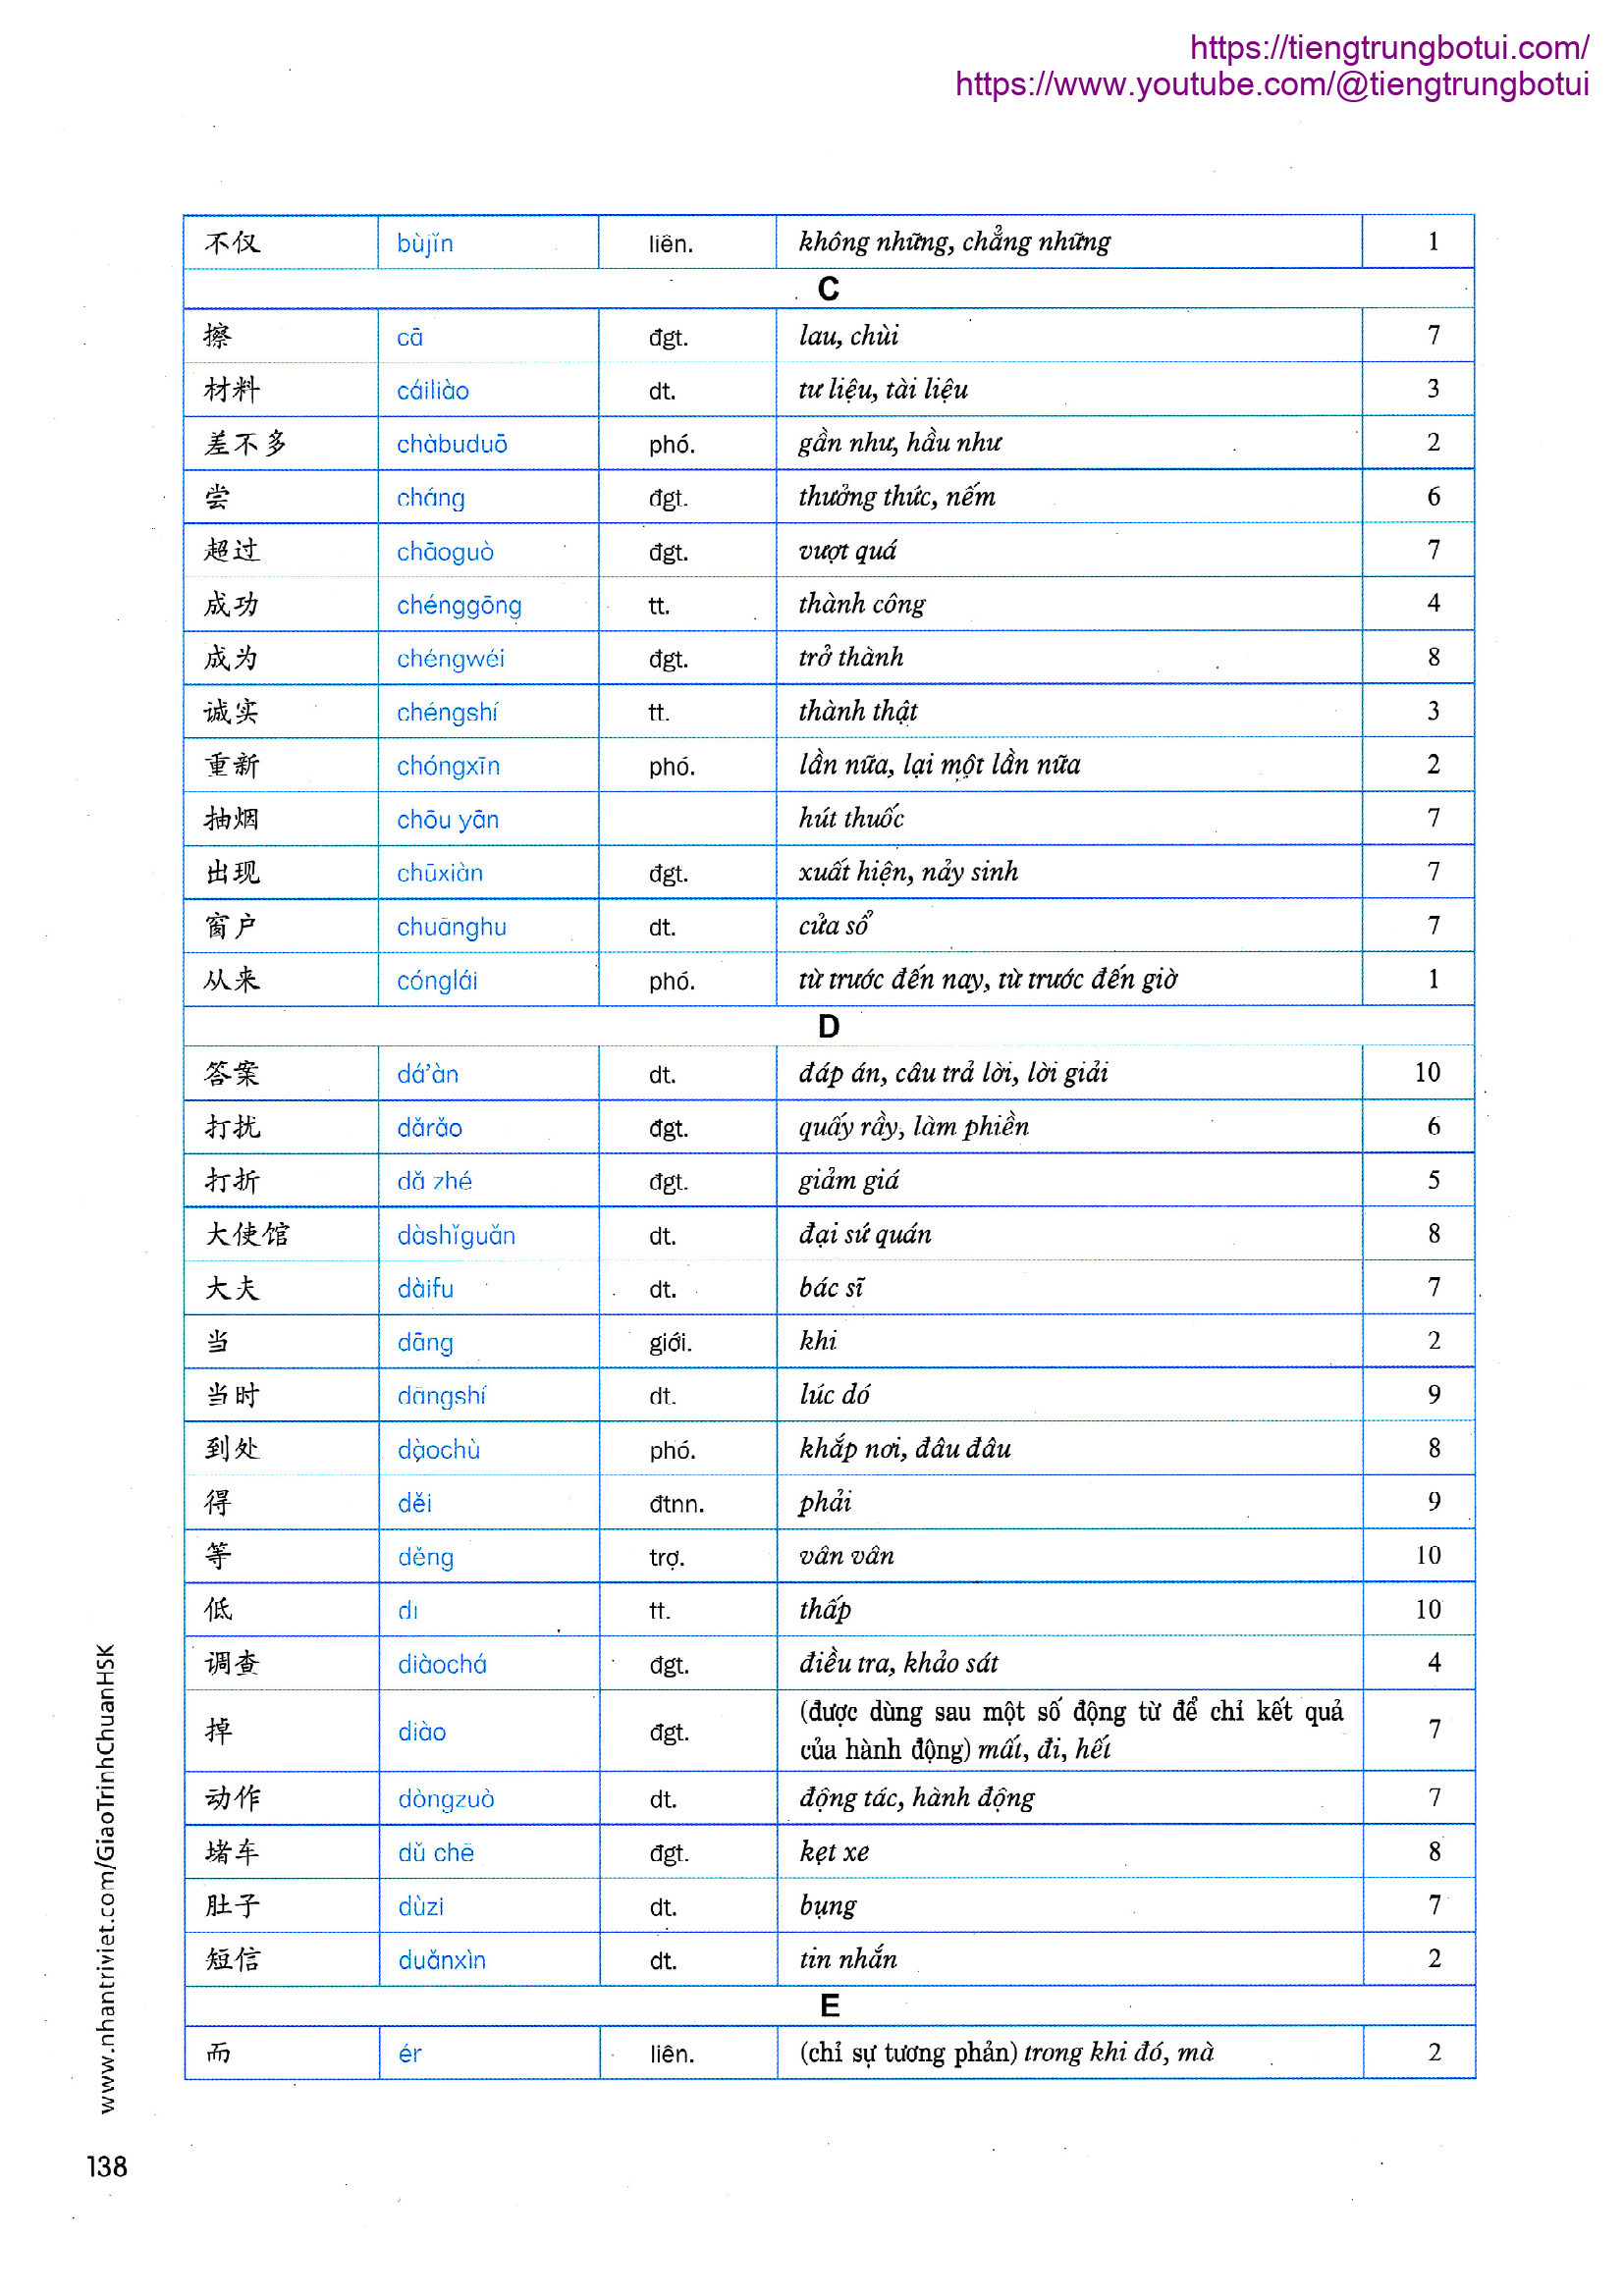 https://tiengtrungbotui.com/
https://www.youtube.com/@tiengtrungbotui
不仅 bùjǐn liên. không những, chẳng những 1
C
擦 cā đgt. lau, chùi 7
材料 cáiliào dt. tư liệu, tài liệu 3
差不多 chàbuduō phó. gần như, hầu như 2
尝 cháng đgt. thưởng thức, nếm 6
超过 chāoguò đgt. vượt quá 7
成功 chénggōng tt. thành công 4
成为 chéngwéi đgt. trở thành 8
诚实 chéngshí tt. thành thật 3
重新 chóngxīn phó. lần nữa, lại một lần nữa 2
抽烟 chōu yān hút thuốc 7
出现 chūxiàn đgt. xuất hiện, nảy sinh 7
窗户 chuānghu dt. cửa sổ 7
从来 cónglái phó. từ trước đến nay, từ trước đến giờ 1
D
答案 dá’àn dt. đáp án, câu trả lời, lời giải 10
打扰 dǎrǎo đgt. quấy rầy, làm phiền 6
打折 dǎ zhé đgt. giảm giá 5
大使馆 dàshǐguǎn dt. đại sứ quán 8
大夫 dàifu dt. bác sĩ 7
当 dāng giới. khi 2
当时 dāngshí dt. lúc dó 9
到处 dàochù phó. khắp nơi, đâu đâu 8
得 děi đtnn. phải 9
等 děng trợ. vân vân 10
低 dī tt. thấp 10
调查 diàochá đgt. điều tra, khảo sát 4
掉 diào đgt. (được dùng sau một số động từ để chỉ kết quả
của hành động) mất, đi, hết 7
动作 dòngzuò dt. động tác, hành động 7
堵车 dǔ chē đgt. kẹt xe 8
肚子 dùzi dt. bụng 7
短信 duǎnxìn dt. tin nhắn 2
E
而 ér liên. (chỉ sự tương phản) trong khi đó, mà 2
www.nhantriviet.com/GiaoTrinhChuanHSK
138